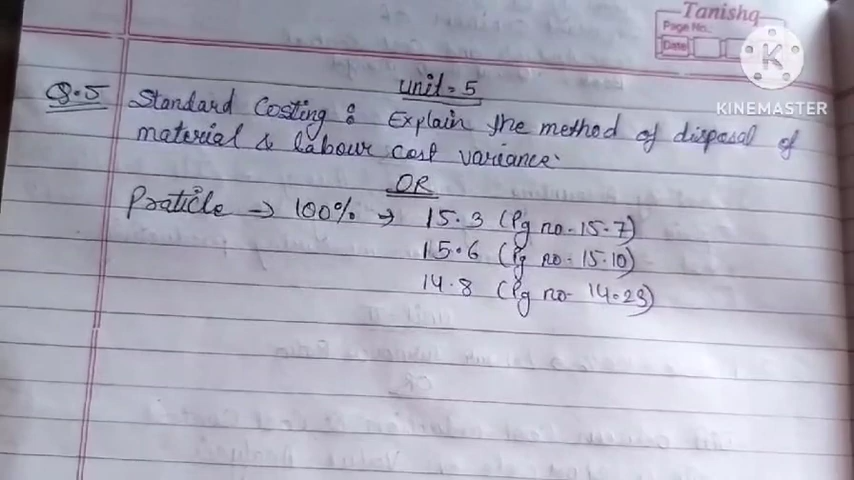 Tanishq
Page No.
Date
K
KINEMASTER
Unit-5
Q.5 Standard Costing : Explain the method of disposal of
material & labour cost variance.
OR
Praticle → 100% → 15.3 (Pg no. 15.7)
15.6 (Pg no. 15.10)
14.8 (Pg no- 14.23)